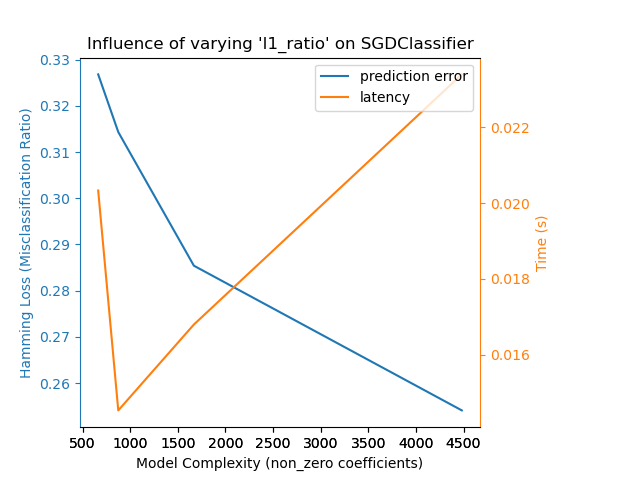 Influence of varying 'l1_ratio' on SGDClassifier
prediction error
latency
0.33
0.32
0.31
0.30
0.29
0.28
0.27
0.26
Hamming Loss (Misclassification Ratio)
0.022
0.020
0.018
0.016
Time (s)
500 1000 1500 2000 2500 3000 3500 4000 4500
Model Complexity (non_zero coefficients)